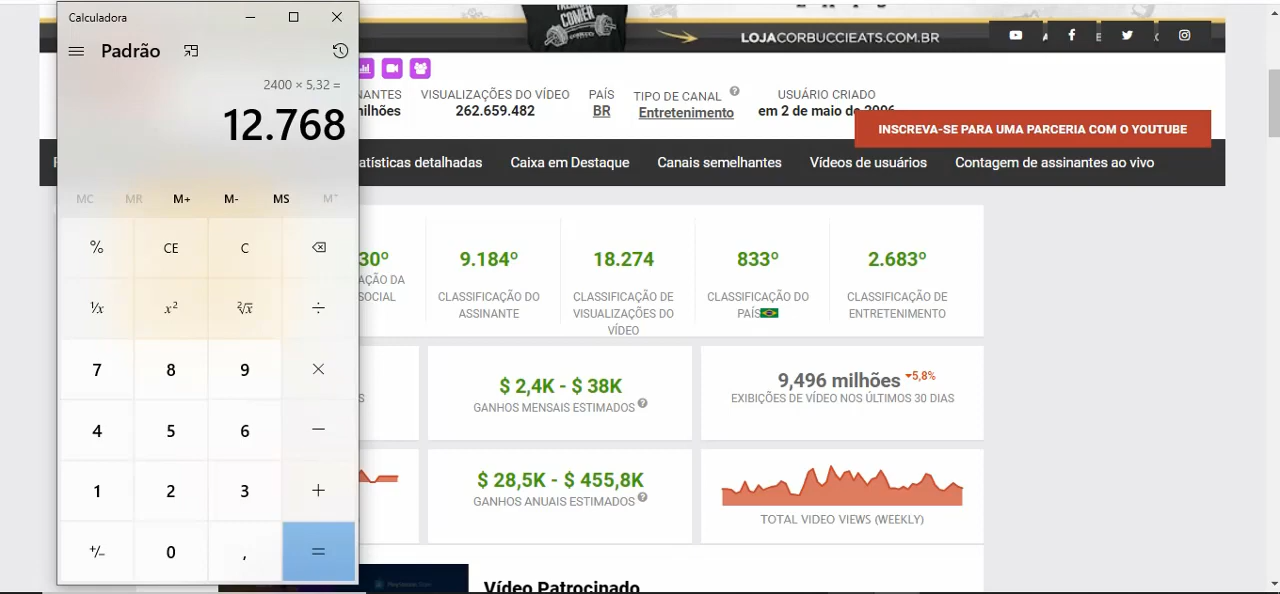 Calculadora
Padrão
2400 × 5,32 =
12.768
MC MR M+ M- MS M˅
% CE C
¹/x x² ²√x ÷
7 8 9 ×
4 5 6 −
1 2 3 +
+/− 0 , =
COMER
LOJACORBUCCIEATS.COM.BR
VISUALIZAÇÕES DO VÍDEO
262.659.482
PAÍS
BR
TIPO DE CANAL ?
Entretenimento
USUÁRIO CRIADO
em 2 de maio de 2006
INSCREVA-SE PARA UMA PARCERIA COM O YOUTUBE
atísticas detalhadas Caixa em Destaque Canais semelhantes Vídeos de usuários Contagem de assinantes ao vivo
30º
AÇÃO DA
SOCIAL
9.184º
CLASSIFICAÇÃO DO
ASSINANTE
18.274
CLASSIFICAÇÃO DE
VISUALIZAÇÕES DO
VÍDEO
833º
CLASSIFICAÇÃO DO
PAÍS
2.683º
CLASSIFICAÇÃO DE
ENTRETENIMENTO
$ 2,4K - $ 38K
GANHOS MENSAIS ESTIMADOS ?
9,496 milhões 5,8%
EXIBIÇÕES DE VÍDEO NOS ÚLTIMOS 30 DIAS
$ 28,5K - $ 455,8K
GANHOS ANUAIS ESTIMADOS ?
TOTAL VIDEO VIEWS (WEEKLY)
Vídeo Patrocinado